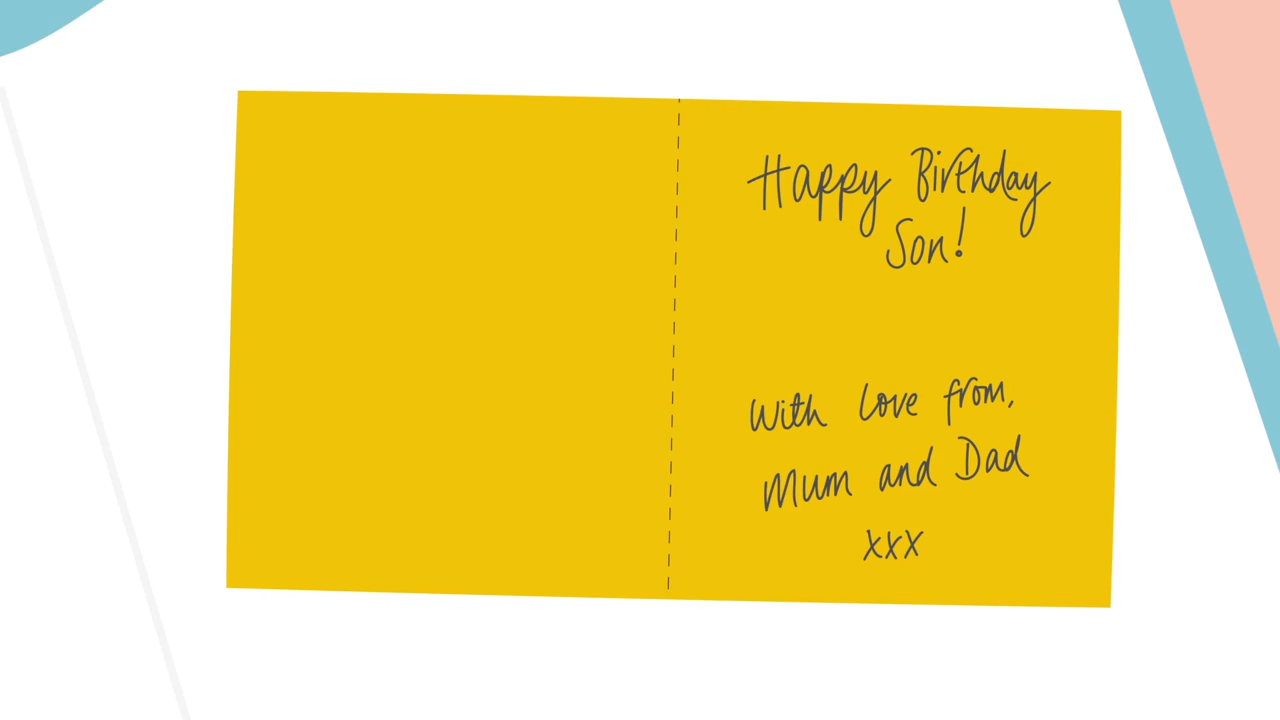 Happy Birthday
Son!
With love from,
Mum and Dad
xxx